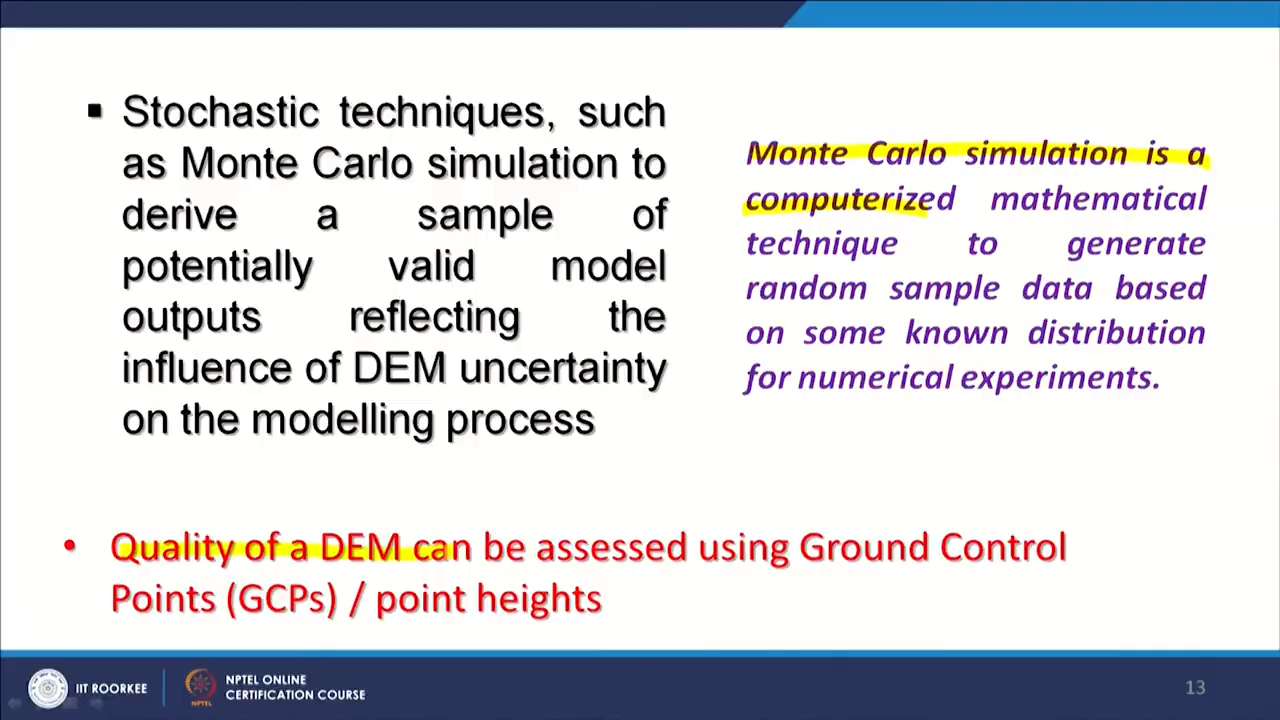 ▪ Stochastic techniques, such
as Monte Carlo simulation to
derive a sample of
potentially valid model
outputs reflecting the
influence of DEM uncertainty
on the modelling process
Monte Carlo simulation is a
computerized mathematical
technique to generate
random sample data based
on some known distribution
for numerical experiments.
• Quality of a DEM can be assessed using Ground Control
Points (GCPs) / point heights
IIT ROORKEE
NPTEL
NPTEL ONLINE
CERTIFICATION COURSE
13